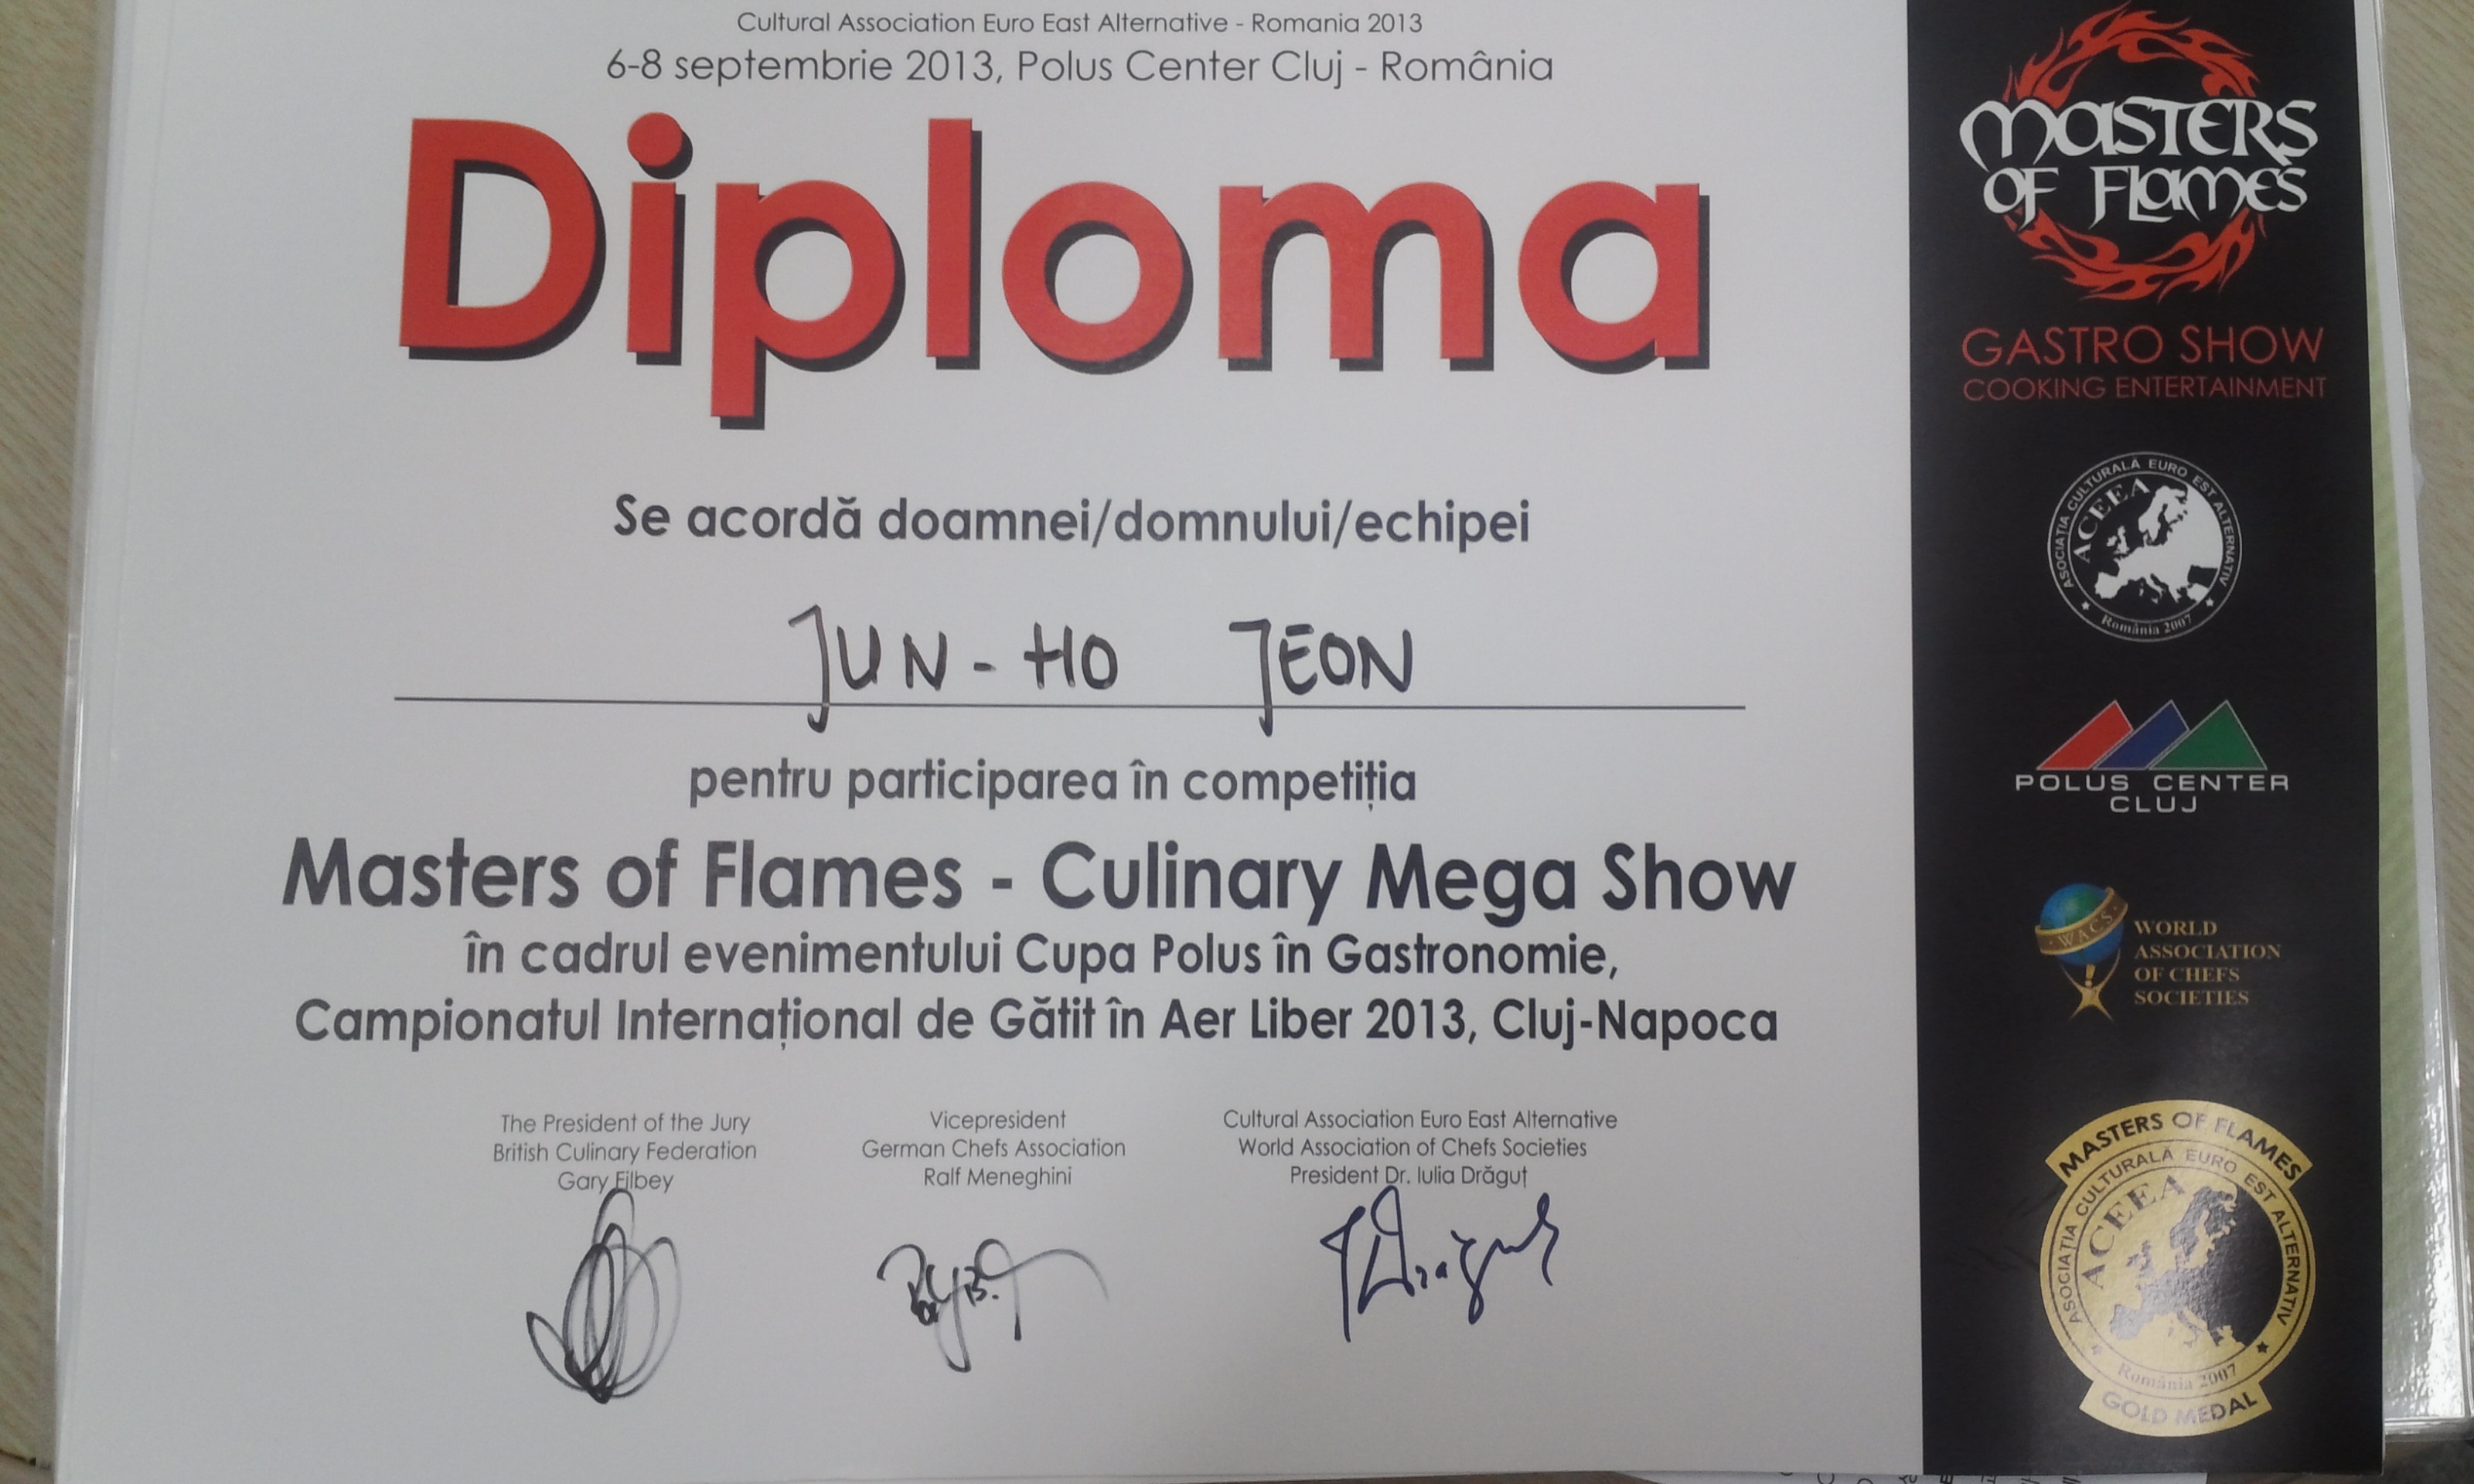 Cultural Association Euro East Alternative - Romania 2013
6-8 septembrie 2013, Polus Center Cluj - România
Diploma
Se acordă doamnei/domnului/echipei
JUN-HO JEON
pentru participarea în competiția
Masters of Flames - Culinary Mega Show
în cadrul evenimentului Cupa Polus în Gastronomie,
Campionatul Internațional de Gătit în Aer Liber 2013, Cluj-Napoca
The President of the Jury
British Culinary Federation
Gary Filbey
Vicepresident
German Chefs Association
Ralf Meneghini
Cultural Association Euro East Alternative
World Association of Chefs Societies
President Dr. Iulia Drăguț
MASTERS
OF FLAMES
GASTRO SHOW
COOKING ENTERTAINMENT
ASOCIAȚIA CULTURALĂ EURO EST ALTERNATIV
ACEEA
România 2007
POLUS CENTER
CLUJ
WACS
WORLD
ASSOCIATION
OF CHEFS
SOCIETIES
MASTERS OF FLAMES
ASOCIAȚIA CULTURALĂ EURO EST ALTERNATIV
ACEEA
România 2007
GOLD MEDAL